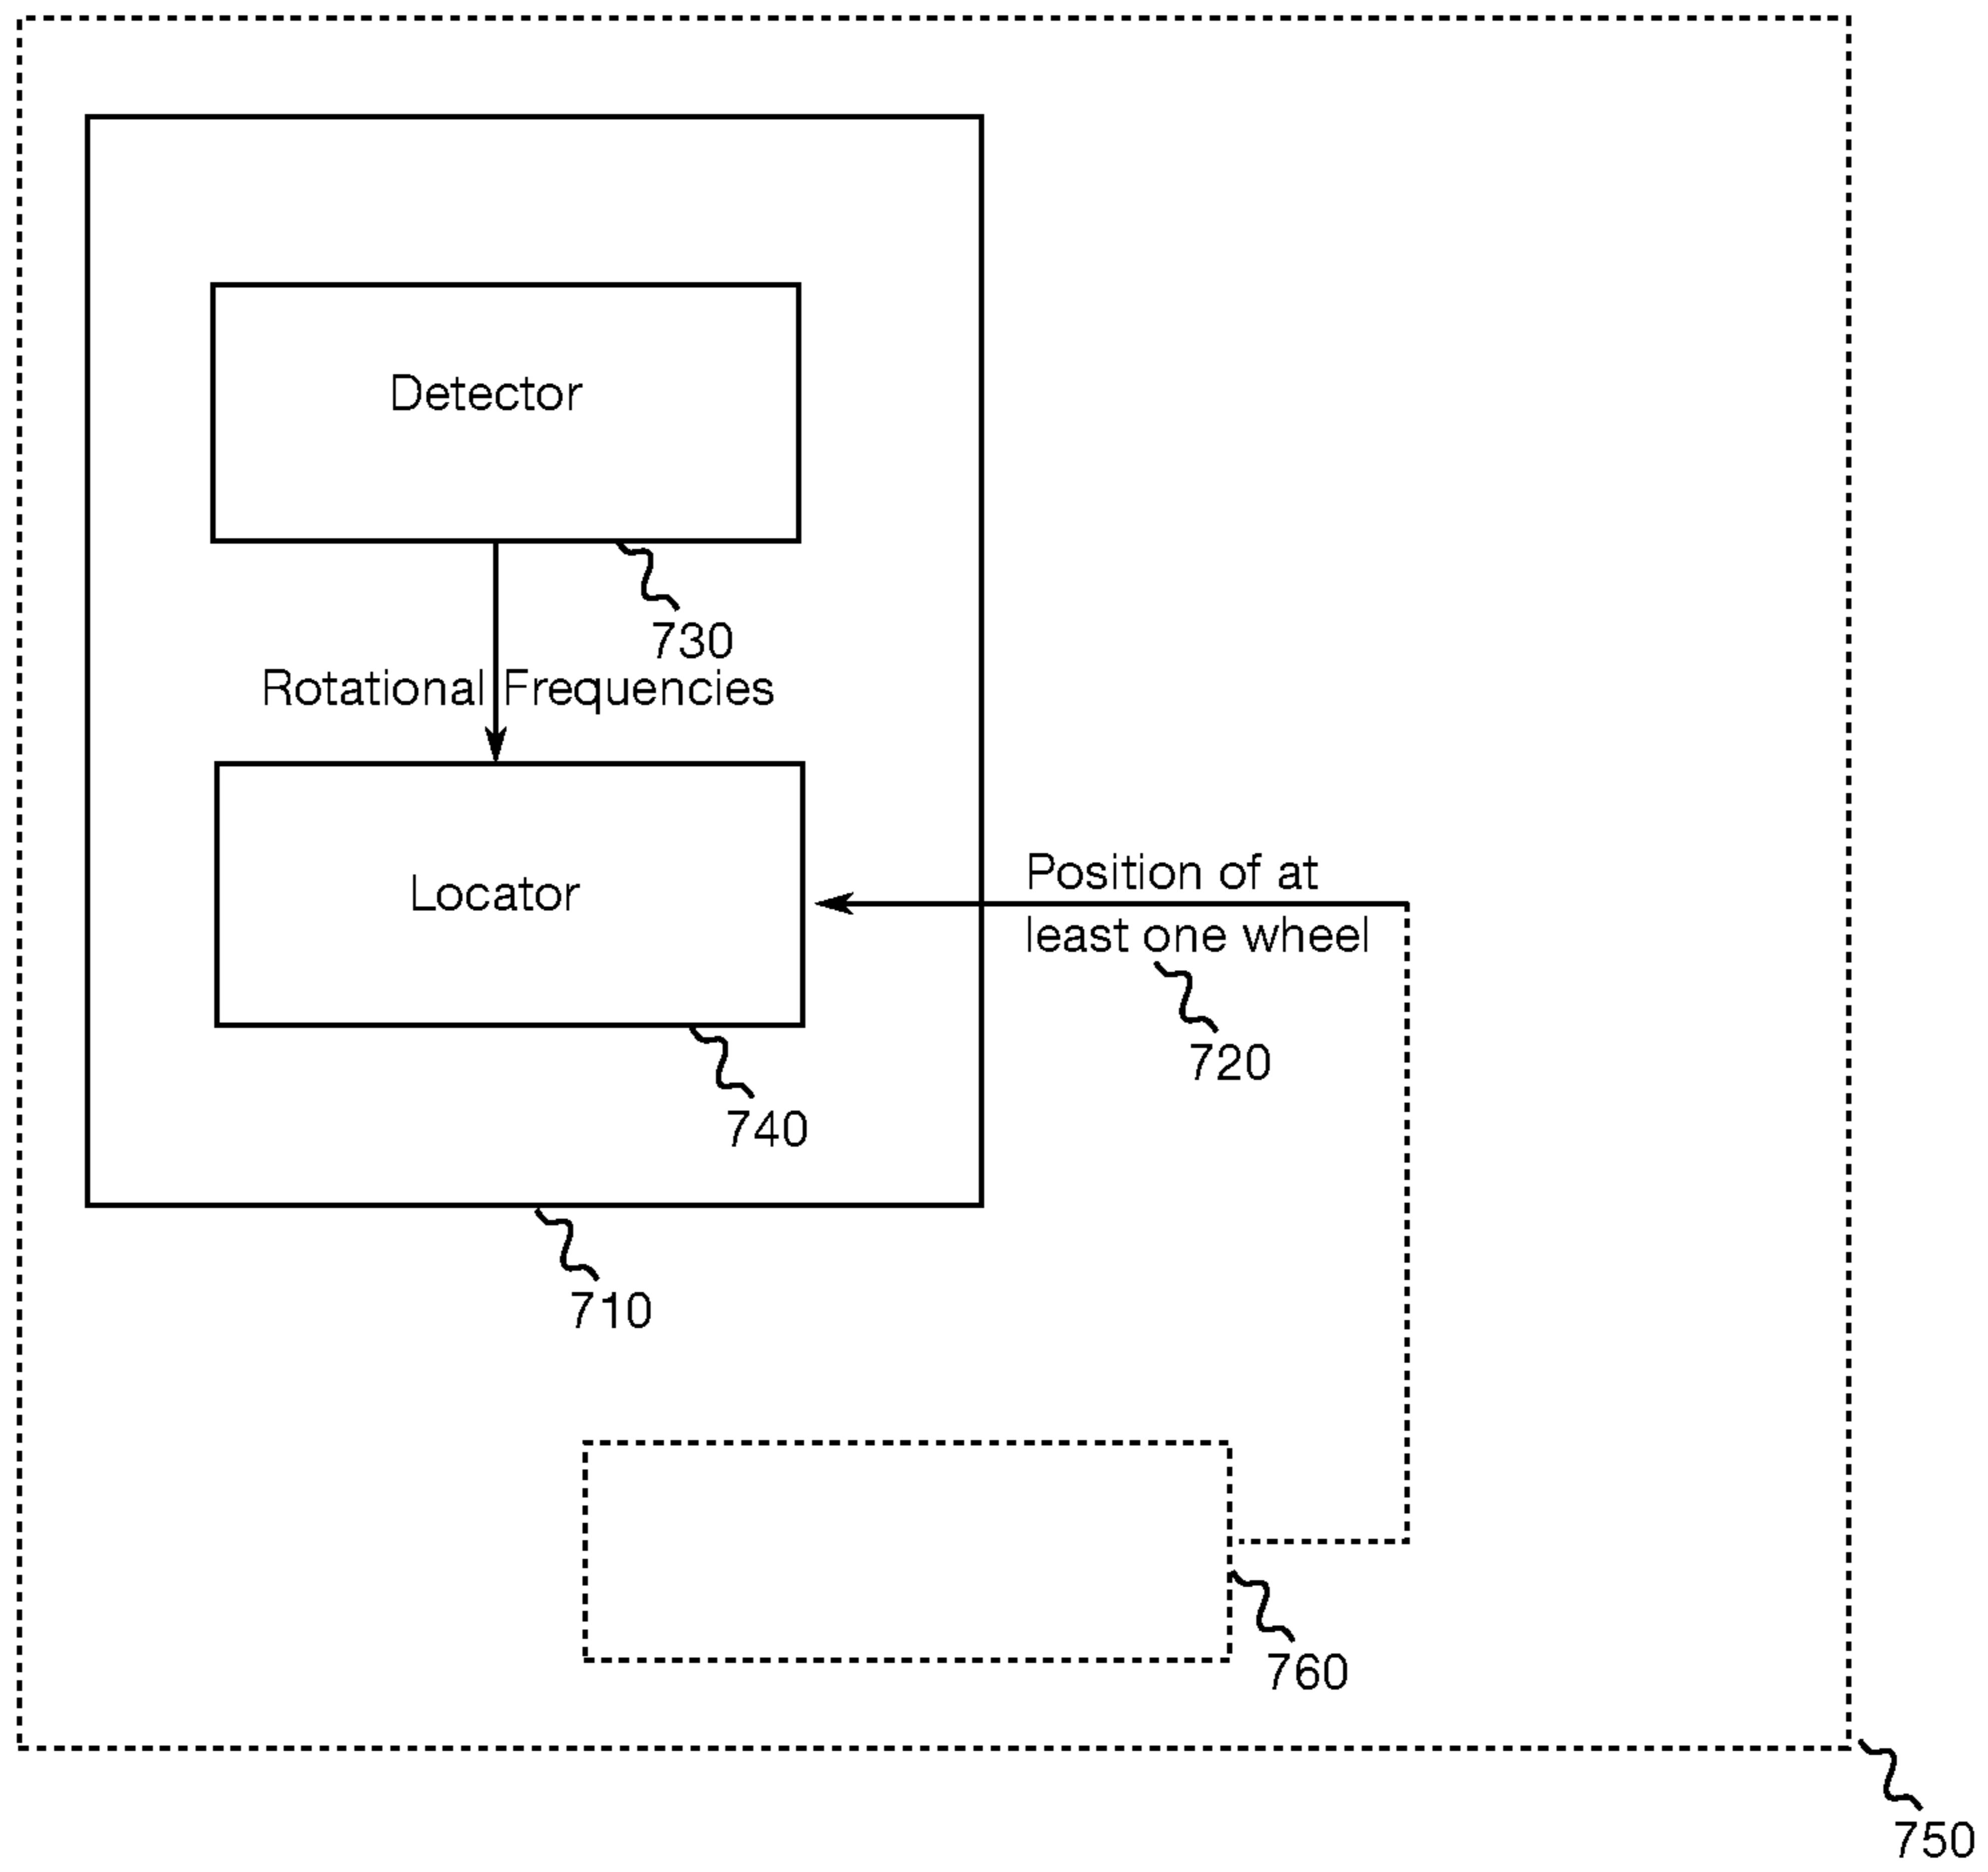 Detector
730
Rotational Frequencies
Locator
Position of at
least one wheel
720
740
710
760
750